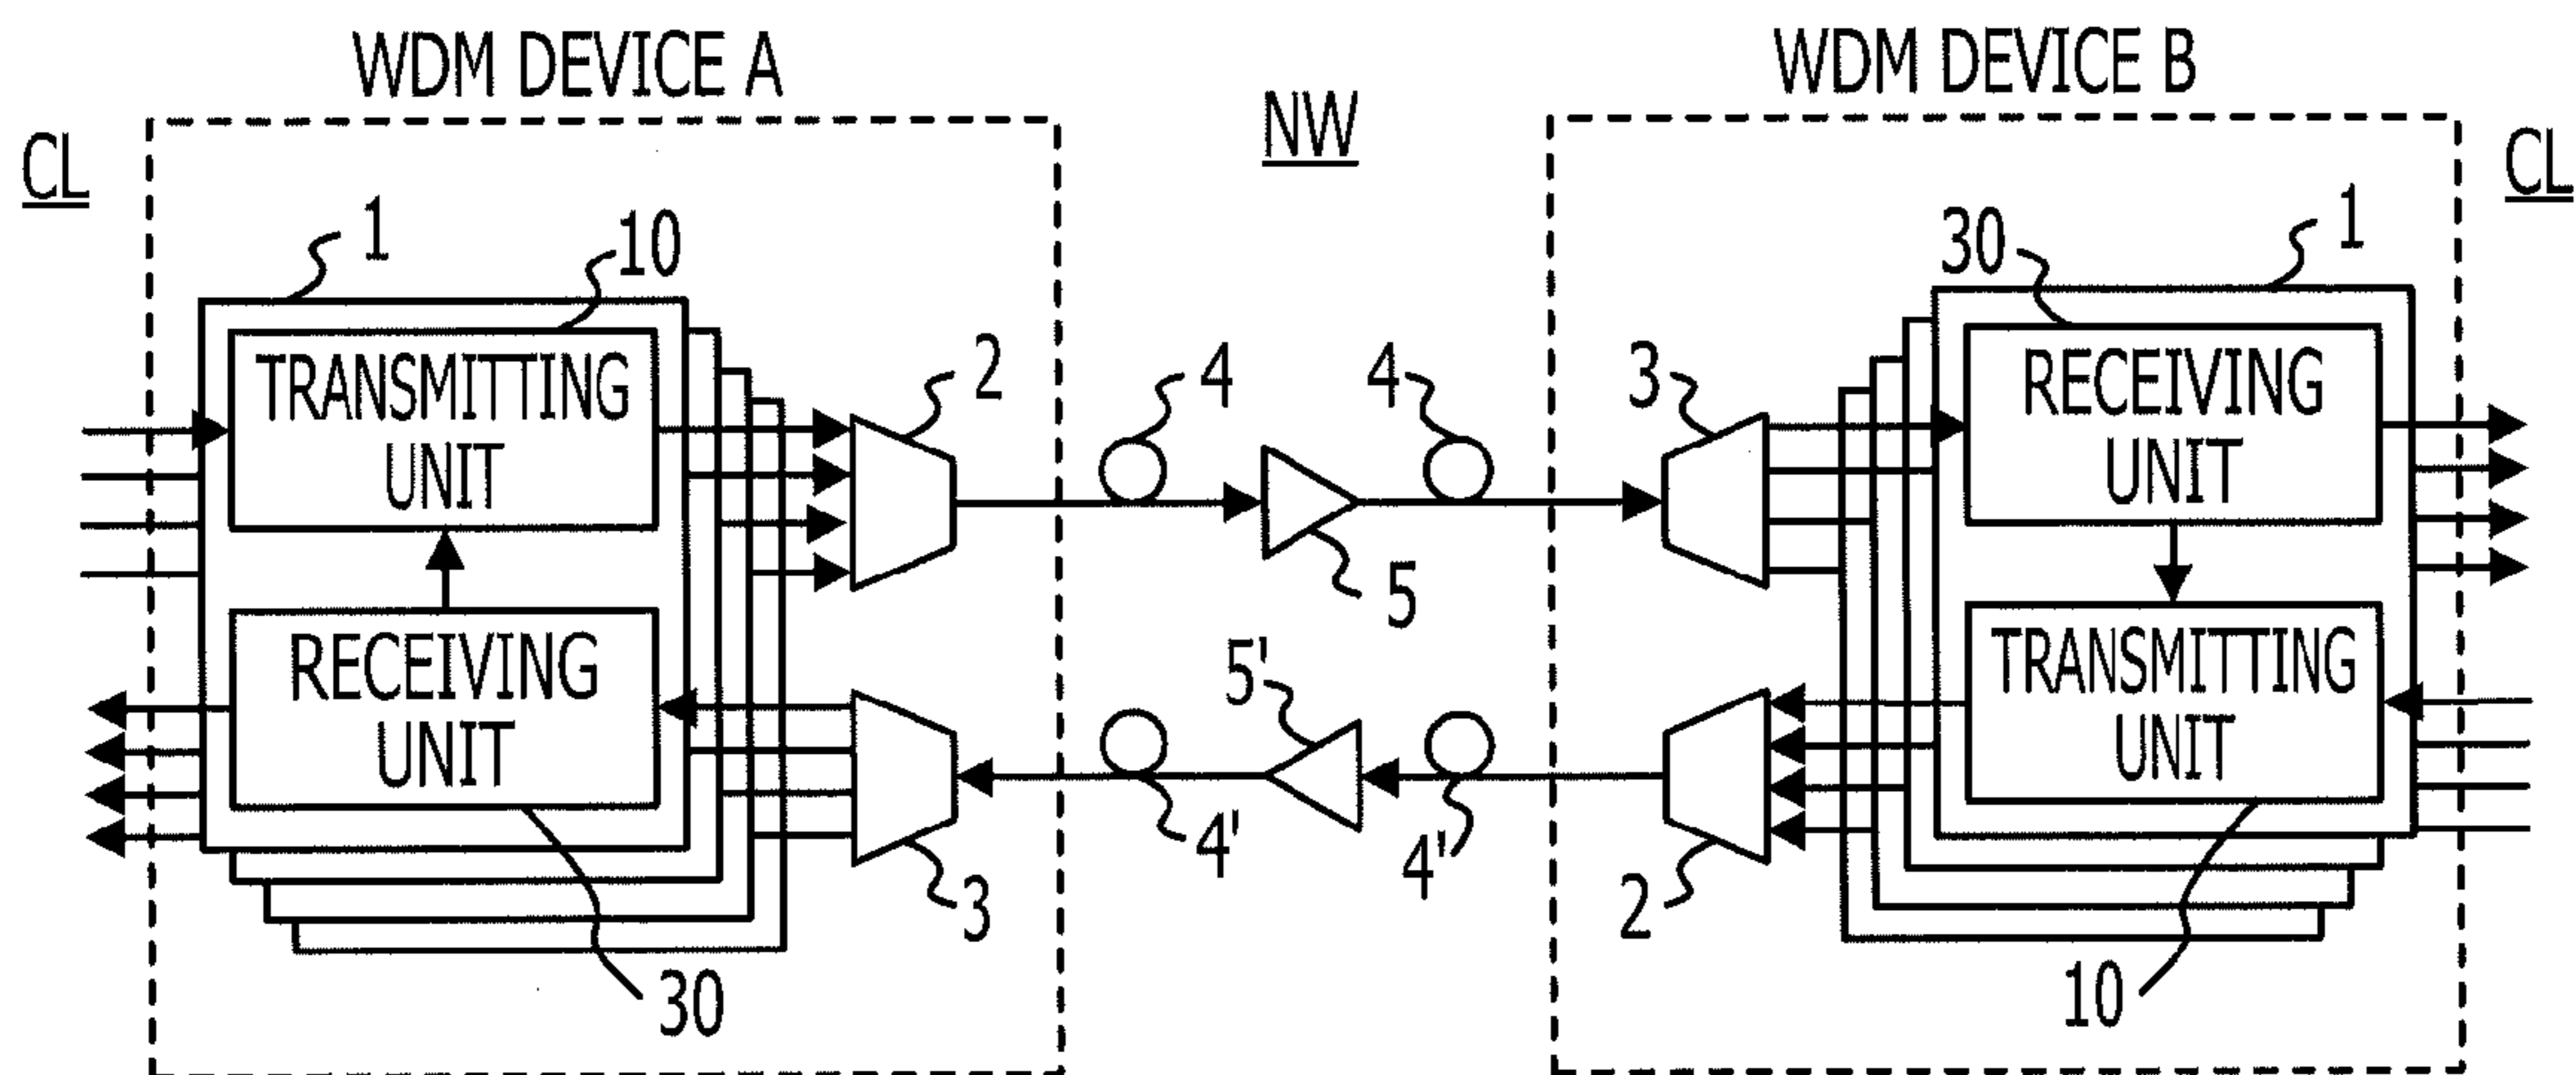 WDM DEVICE A
WDM DEVICE B
CL
NW
CL
1
10
30
1
TRANSMITTING
UNIT
2
4
4
3
RECEIVING
UNIT
5
RECEIVING
UNIT
5'
TRANSMITTING
UNIT
4'
4'
3
2
30
10